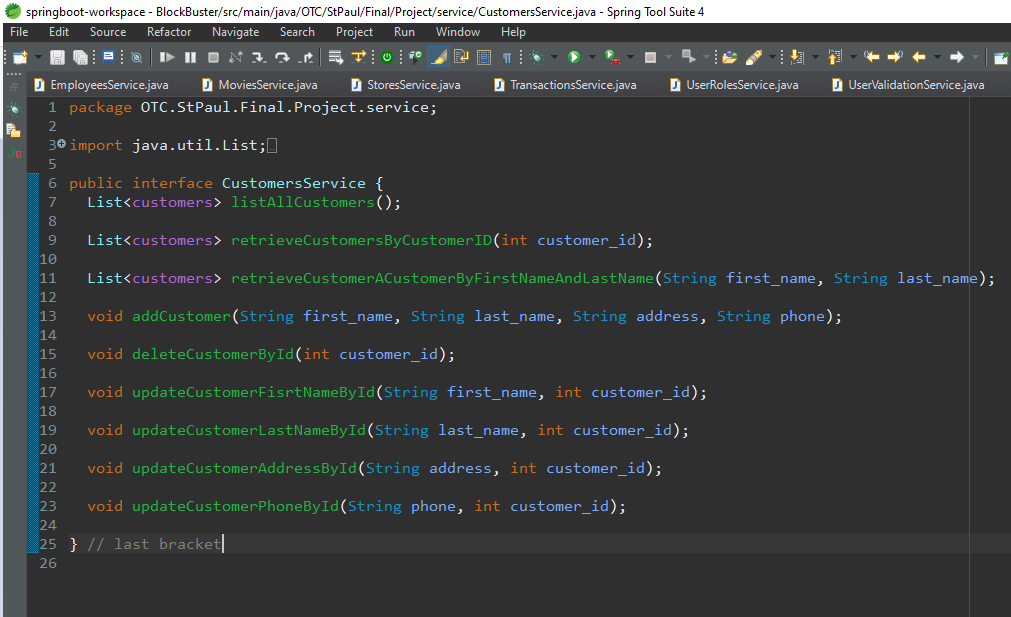 springboot-workspace - BlockBuster/src/main/java/OTC/StPaul/Final/Project/service/CustomersService.java - Spring Tool Suite 4
File Edit Source Refactor Navigate Search Project Run Window Help
EmployeesService.java MoviesService.java StoresService.java TransactionsService.java UserRolesService.java UserValidationService.java
1 package OTC.StPaul.Final.Project.service;
2
3 import java.util.List;
5
6 public interface CustomersService {
7 List<customers> listAllCustomers();
8
9 List<customers> retrieveCustomersByCustomerID(int customer_id);
10
11 List<customers> retrieveCustomerACustomerByFirstNameAndLastName(String first_name, String last_name);
12
13 void addCustomer(String first_name, String last_name, String address, String phone);
14
15 void deleteCustomerById(int customer_id);
16
17 void updateCustomerFisrtNameById(String first_name, int customer_id);
18
19 void updateCustomerLastNameById(String last_name, int customer_id);
20
21 void updateCustomerAddressById(String address, int customer_id);
22
23 void updateCustomerPhoneById(String phone, int customer_id);
24
25 } // last bracket
26